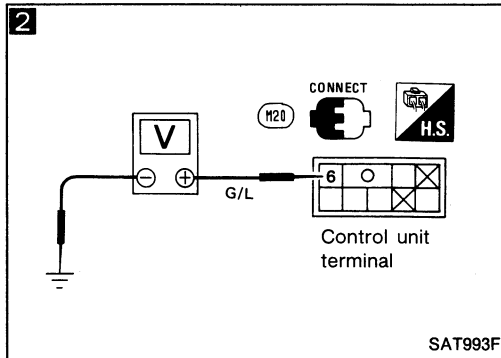 2
CONNECT
M20
H.S.
V
G/L
6
Control unit
terminal
SAT993F